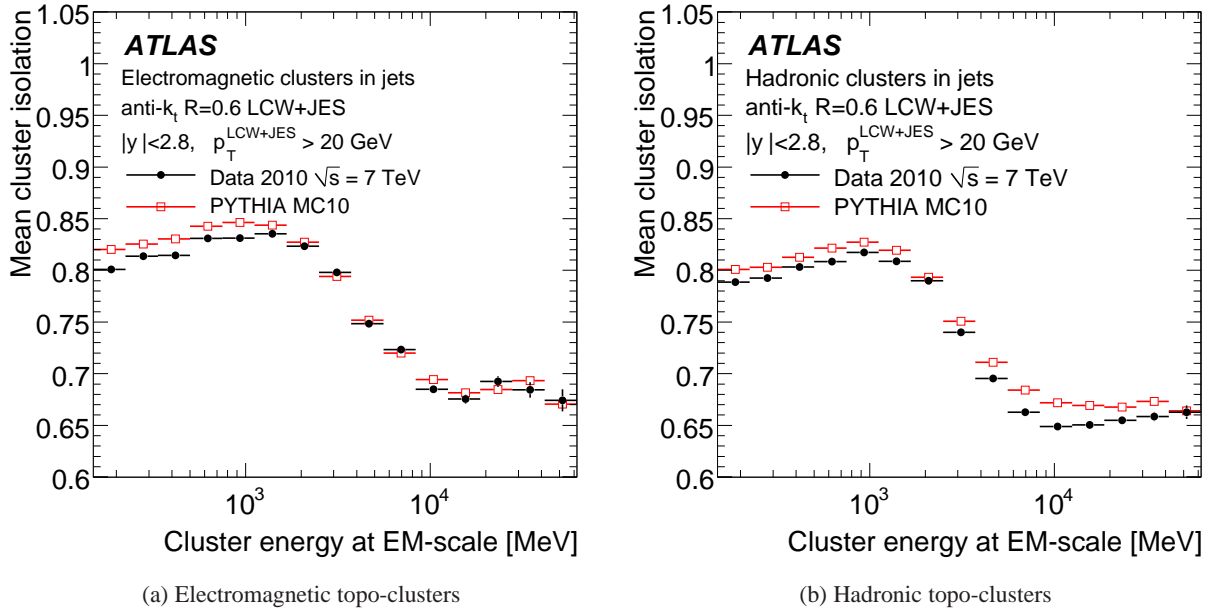 Mean cluster isolation
1.05
1
0.95
0.9
0.85
0.8
0.75
0.7
0.65
0.6
ATLAS
Electromagnetic clusters in jets
anti-k_t R=0.6 LCW+JES
|y|<2.8, p_T^LCW+JES > 20 GeV
Data 2010 √s = 7 TeV
PYTHIA MC10
10^3
10^4
Cluster energy at EM-scale [MeV]
(a) Electromagnetic topo-clusters
Mean cluster isolation
1.05
1
0.95
0.9
0.85
0.8
0.75
0.7
0.65
0.6
ATLAS
Hadronic clusters in jets
anti-k_t R=0.6 LCW+JES
|y|<2.8, p_T^LCW+JES > 20 GeV
Data 2010 √s = 7 TeV
PYTHIA MC10
10^3
10^4
Cluster energy at EM-scale [MeV]
(b) Hadronic topo-clusters